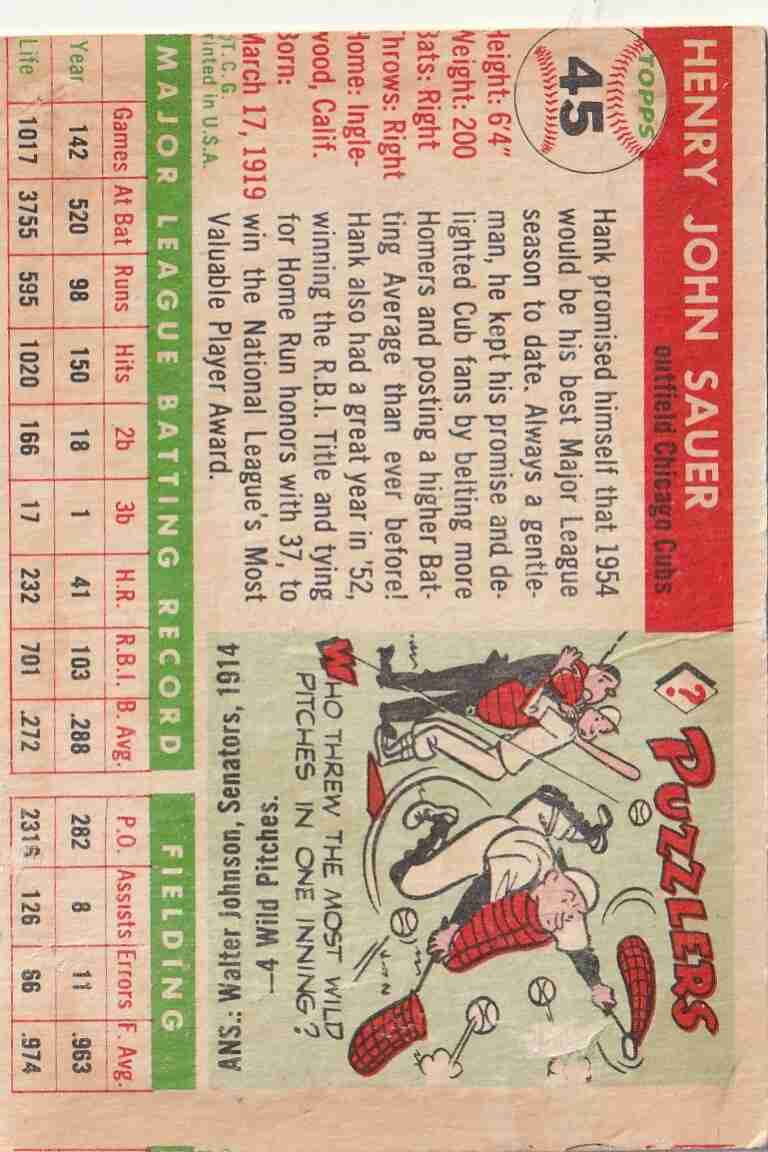 HENRY JOHN SAUER
outfield Chicago Cubs
TOPPS
45
Height: 6'4"
Weight: 200
Bats: Right
Throws: Right
Home: Ingle-
wood, Calif.
Born:
March 17, 1919
©T.C.G.
Printed in U.S.A.
Hank promised himself that 1954
would be his best Major League
season to date. Always a gentle-
man, he kept his promise and de-
lighted Cub fans by belting more
Homers and posting a higher Bat-
ting Average than ever before!
Hank also had a great year in '52,
winning the R.B.I. Title and tying
for Home Run honors with 37, to
win the National League's Most
Valuable Player Award.
?
PUZZLERS
WHO THREW THE MOST WILD
PITCHES IN ONE INNING?
ANS.: Walter Johnson, Senators, 1914
—4 Wild Pitches.
MAJOR LEAGUE BATTING RECORD FIELDING
Games At Bat Runs Hits 2b 3b H.R. R.B.I. B. Avg. P.O. Assists Errors F. Avg.
Year 142 520 98 150 18 1 41 103 .288 282 8 11 .963
Life 1017 3755 595 1020 166 17 232 701 .272 2316 126 66 .974